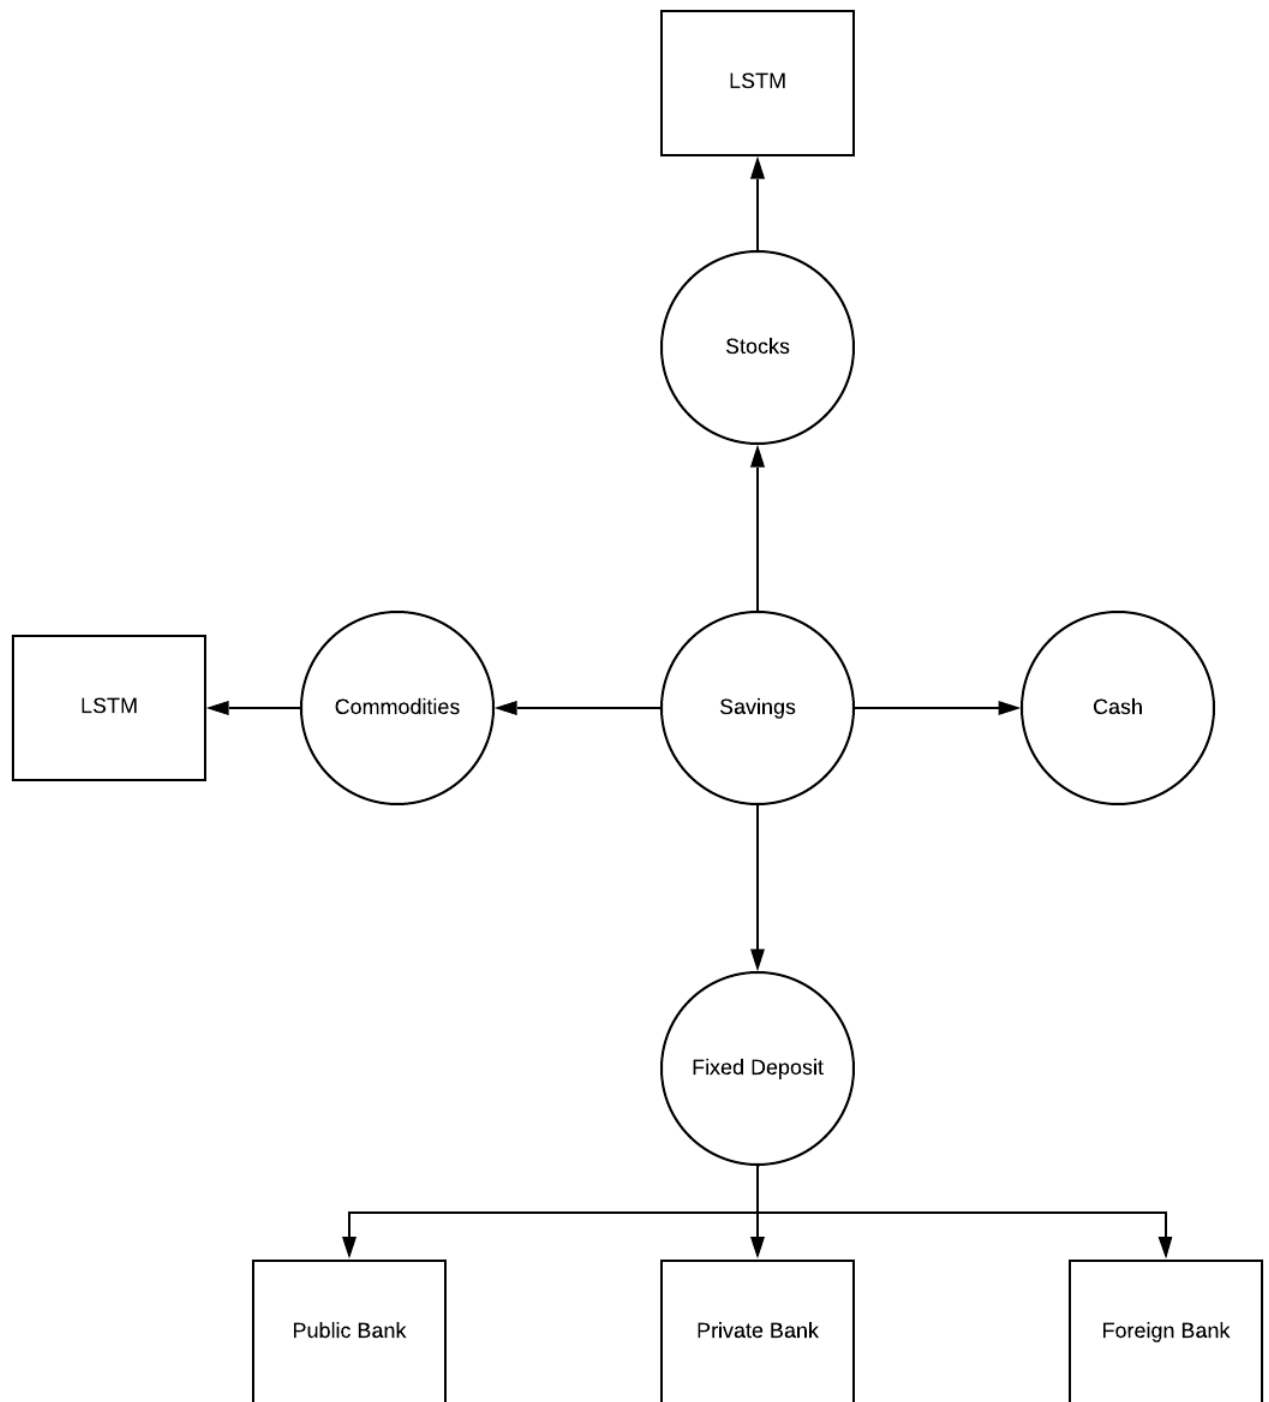 LSTM
Stocks
LSTM
Commodities
Savings
Cash
Fixed Deposit
Public Bank
Private Bank
Foreign Bank